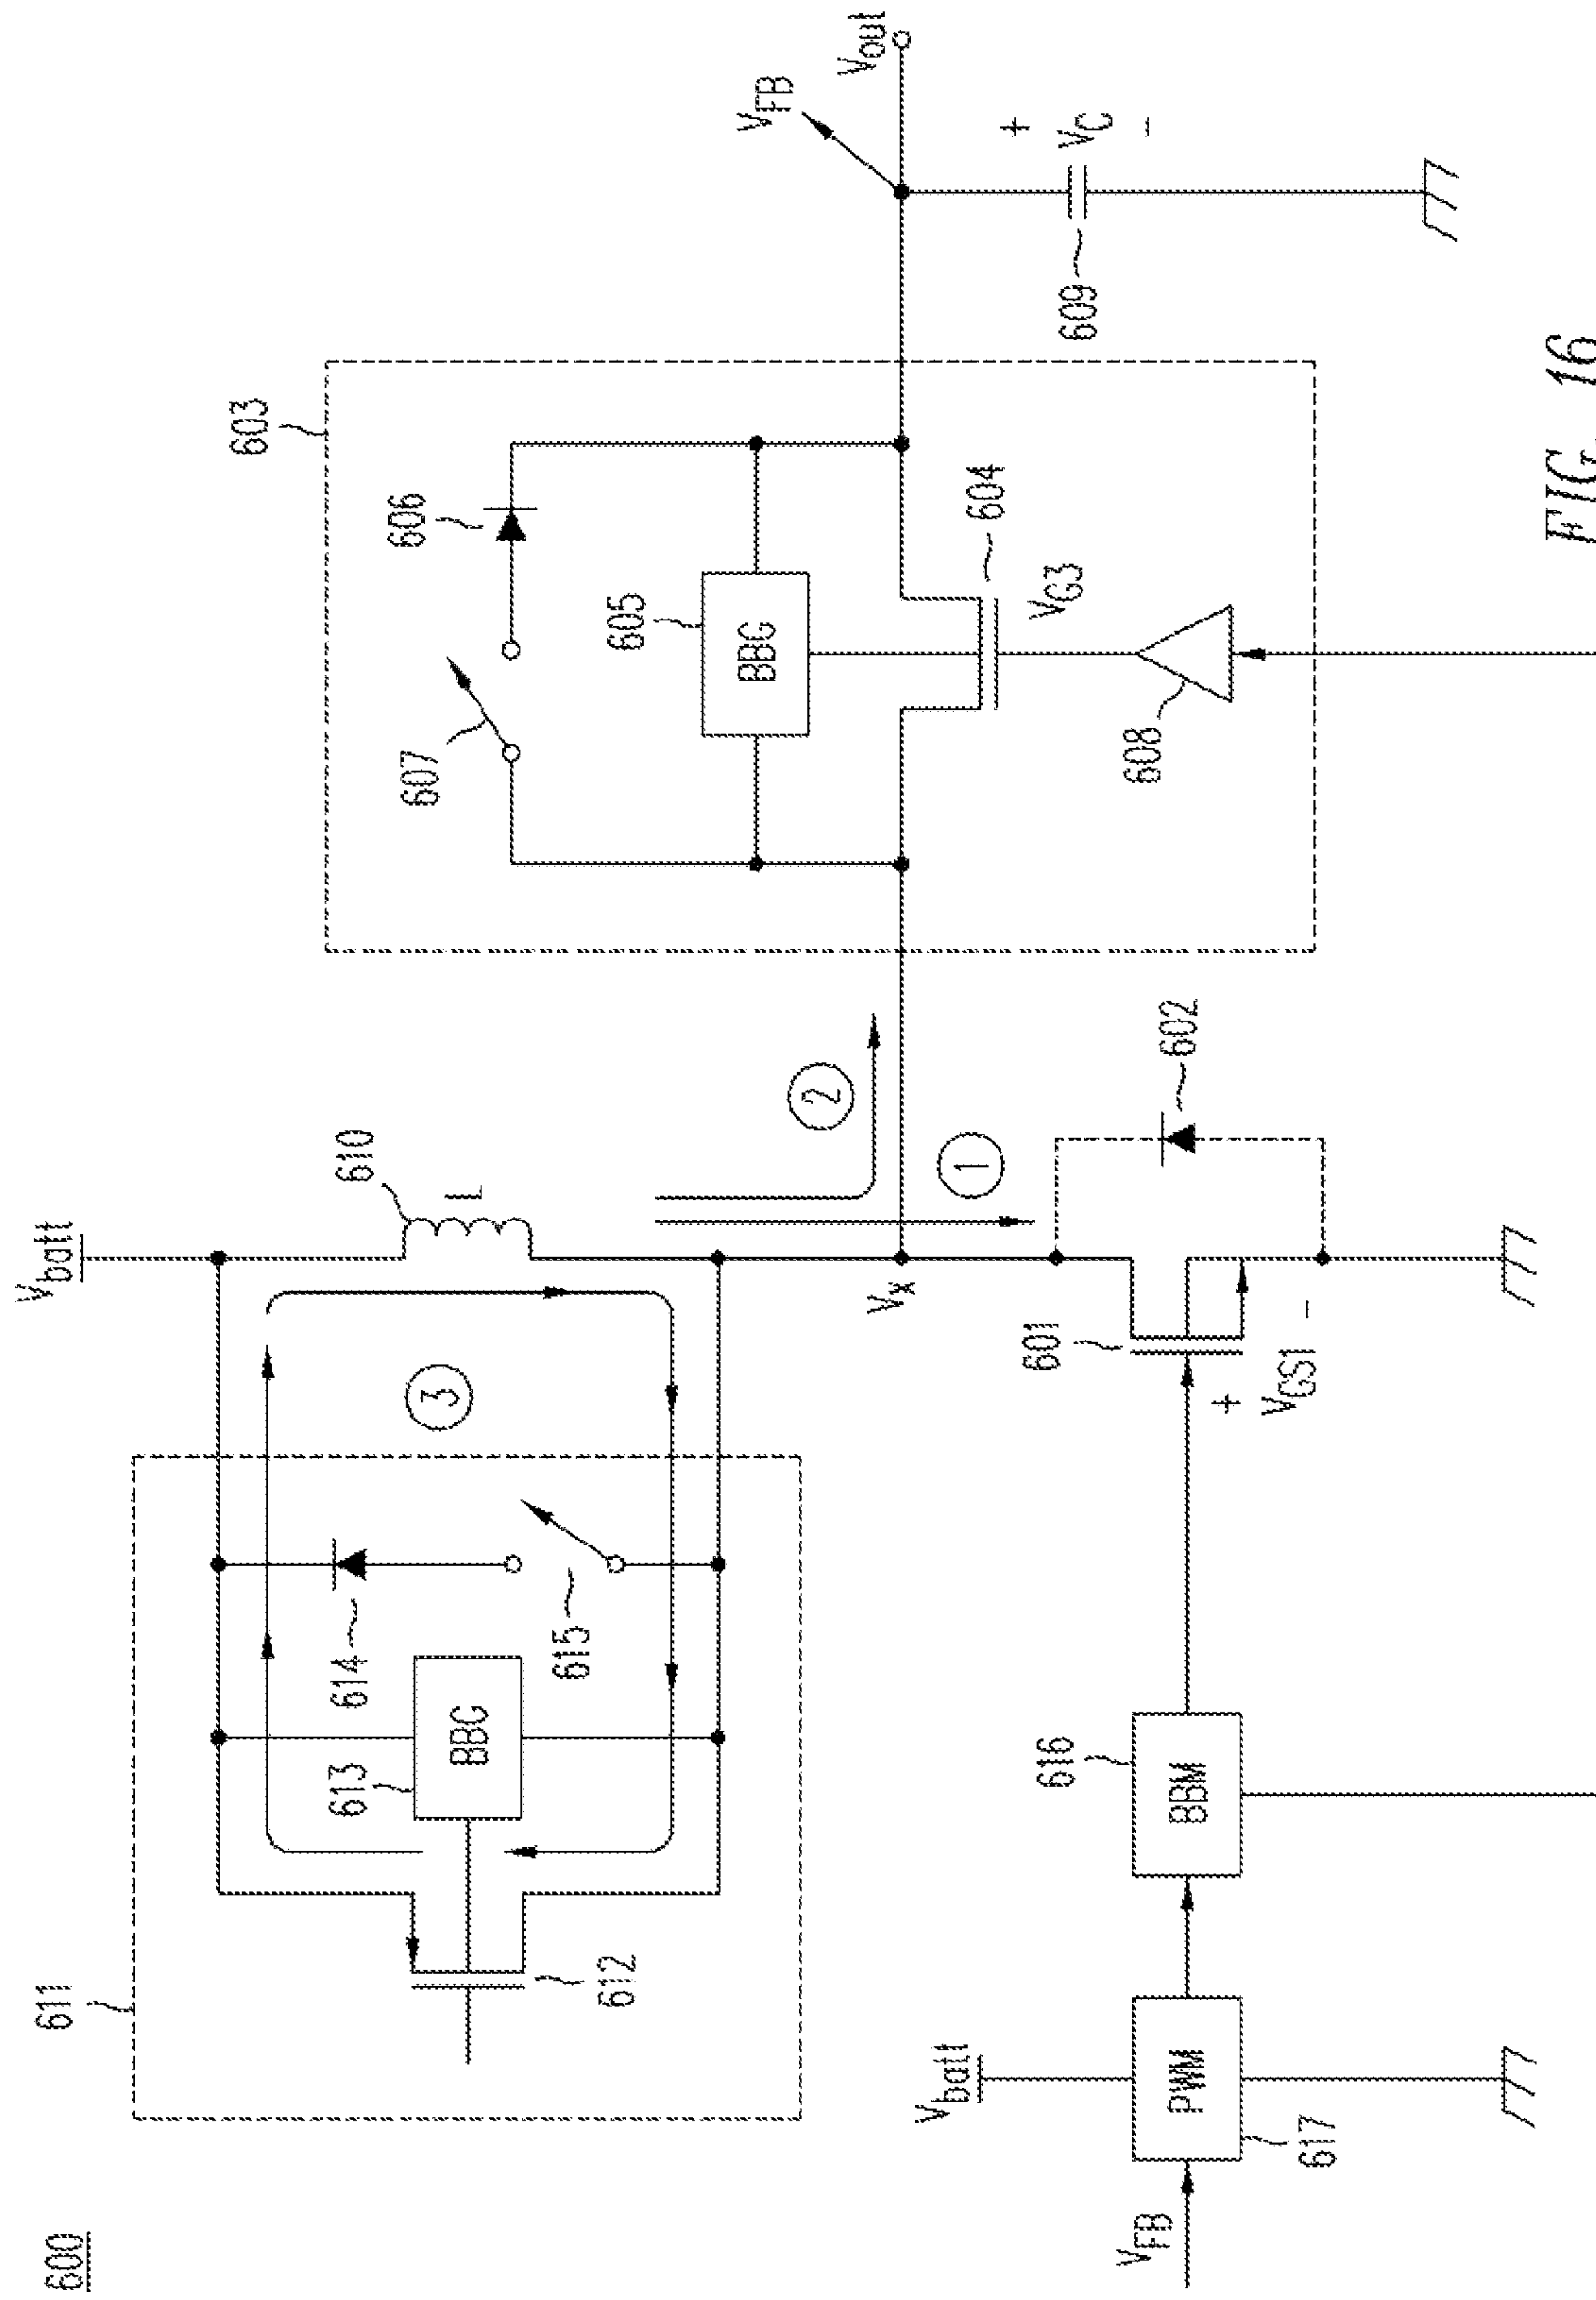 600
V_batt
611
603
610
614
613
606
607
3
BBG
L
615
612
605
BBG
V_FB
2
V_out
V_x
V_batt
1
604
+
601
616
V_G3
V_C
609
608
V_FB
−
602
PWM
BBM
+
V_GS1
−
617
FIG. 16